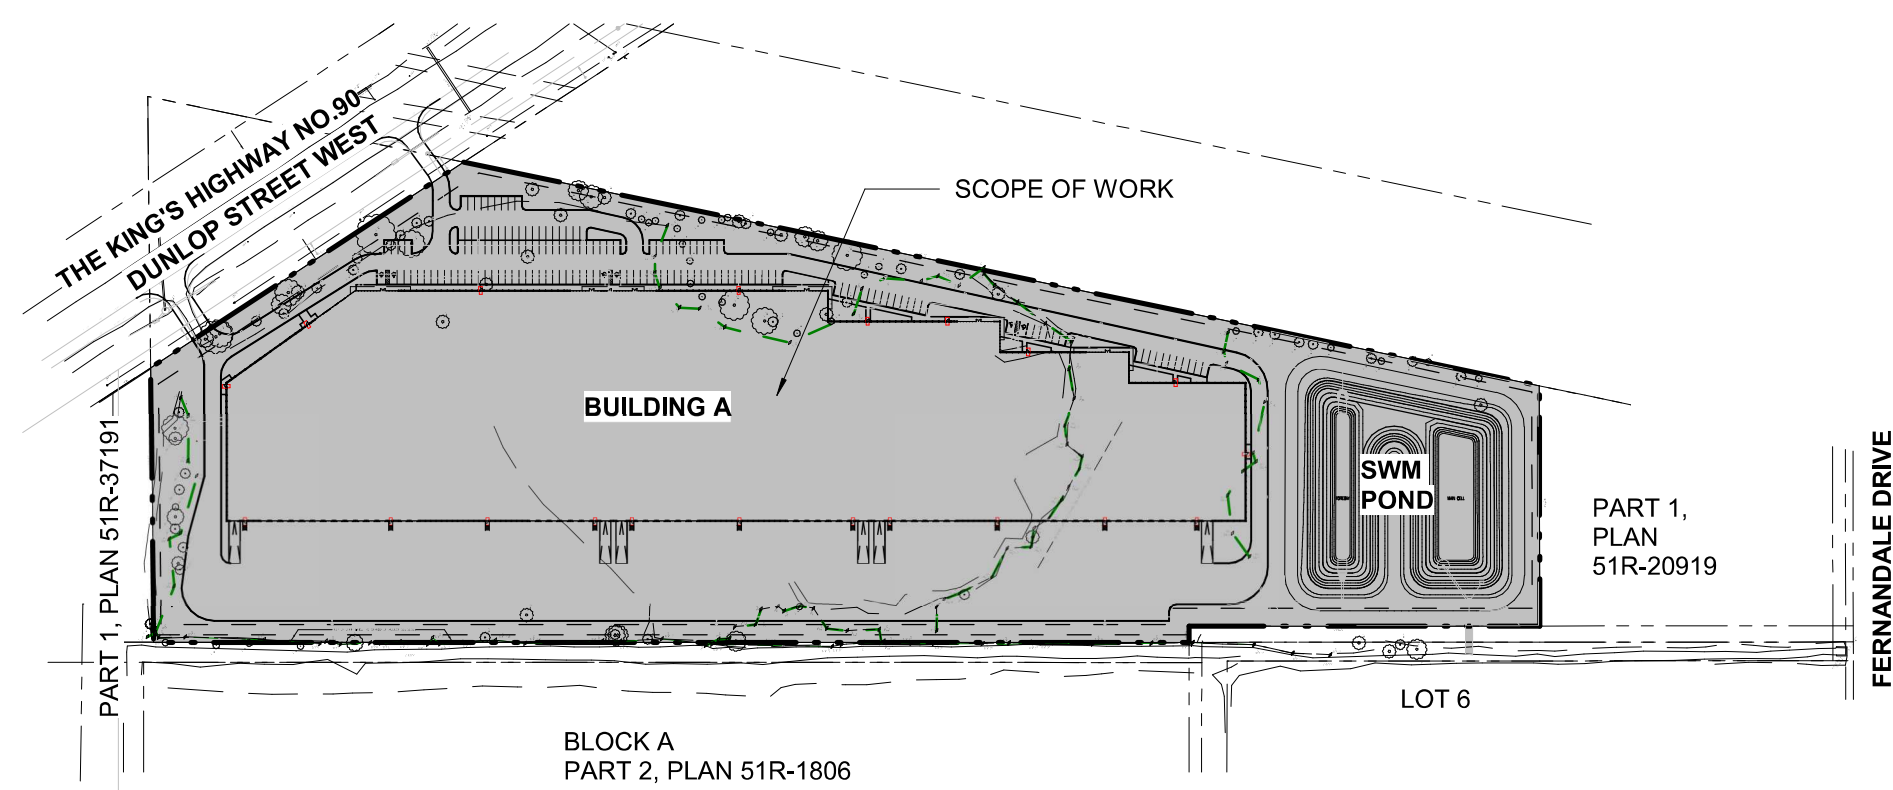 THE KING'S HIGHWAY NO.90
DUNLOP STREET WEST
SCOPE OF WORK
BUILDING A
SWM
POND
PART 1, PLAN 51R-37191
PART 1,
PLAN
51R-20919
FERNANDALE DRIVE
LOT 6
BLOCK A
PART 2, PLAN 51R-1806